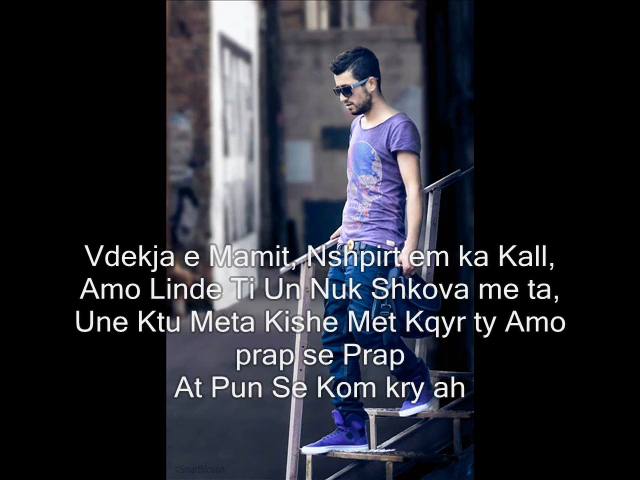 Vdekja e Mamit, Nshpirt em ka Kall,
Amo Linde Ti Un Nuk Shkova me ta,
Une Ktu Meta Kishe Met Kqyr ty Amo
prap se Prap
At Pun Se Kom kry ah